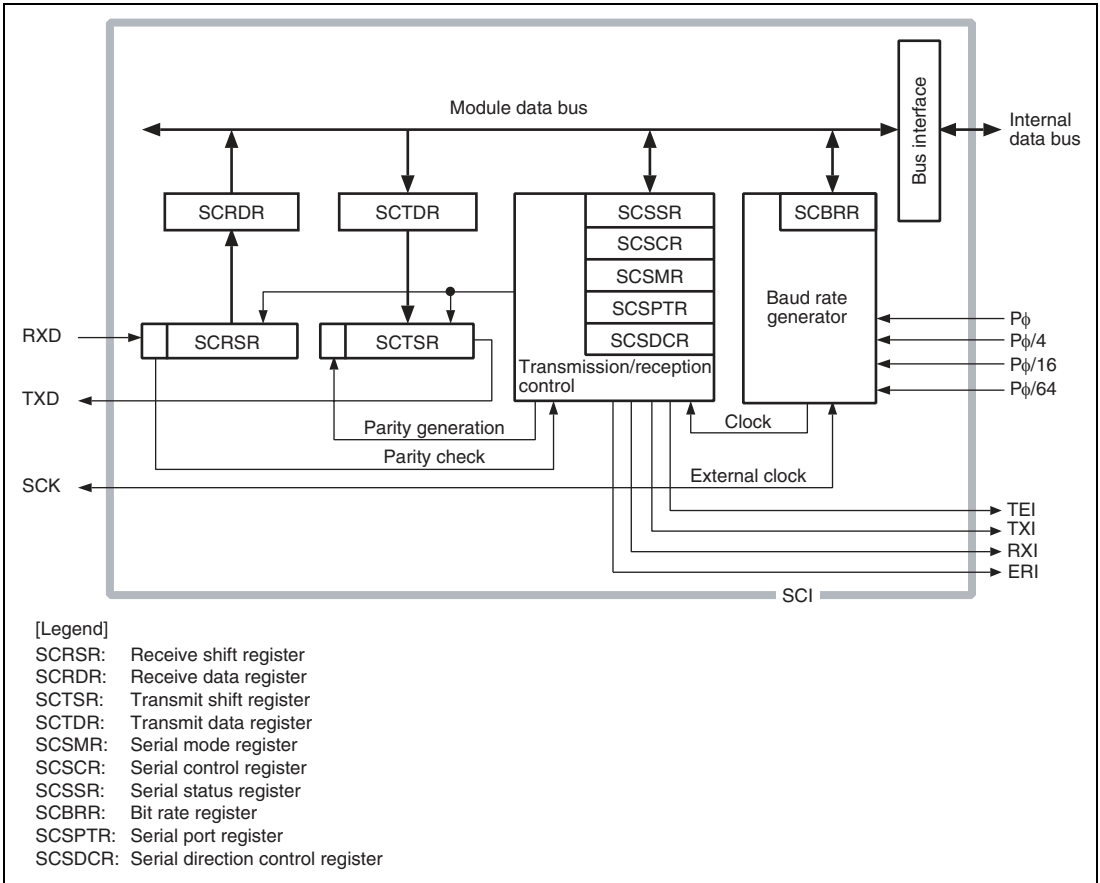 Module data bus
Bus interface
Internal
data bus
SCRDR
SCTDR
SCSSR
SCBRR
SCSCR
SCSMR
SCSPTR
SCSDCR
Baud rate
generator
Pϕ
Pϕ/4
Pϕ/16
Pϕ/64
RXD
SCRSR
SCTSR
Transmission/reception
control
TXD
Parity generation
Clock
Parity check
SCK
External clock
TEI
TXI
RXI
ERI
SCI
[Legend]
SCRSR: Receive shift register
SCRDR: Receive data register
SCTSR: Transmit shift register
SCTDR: Transmit data register
SCSMR: Serial mode register
SCSCR: Serial control register
SCSSR: Serial status register
SCBRR: Bit rate register
SCSPTR: Serial port register
SCSDCR: Serial direction control register